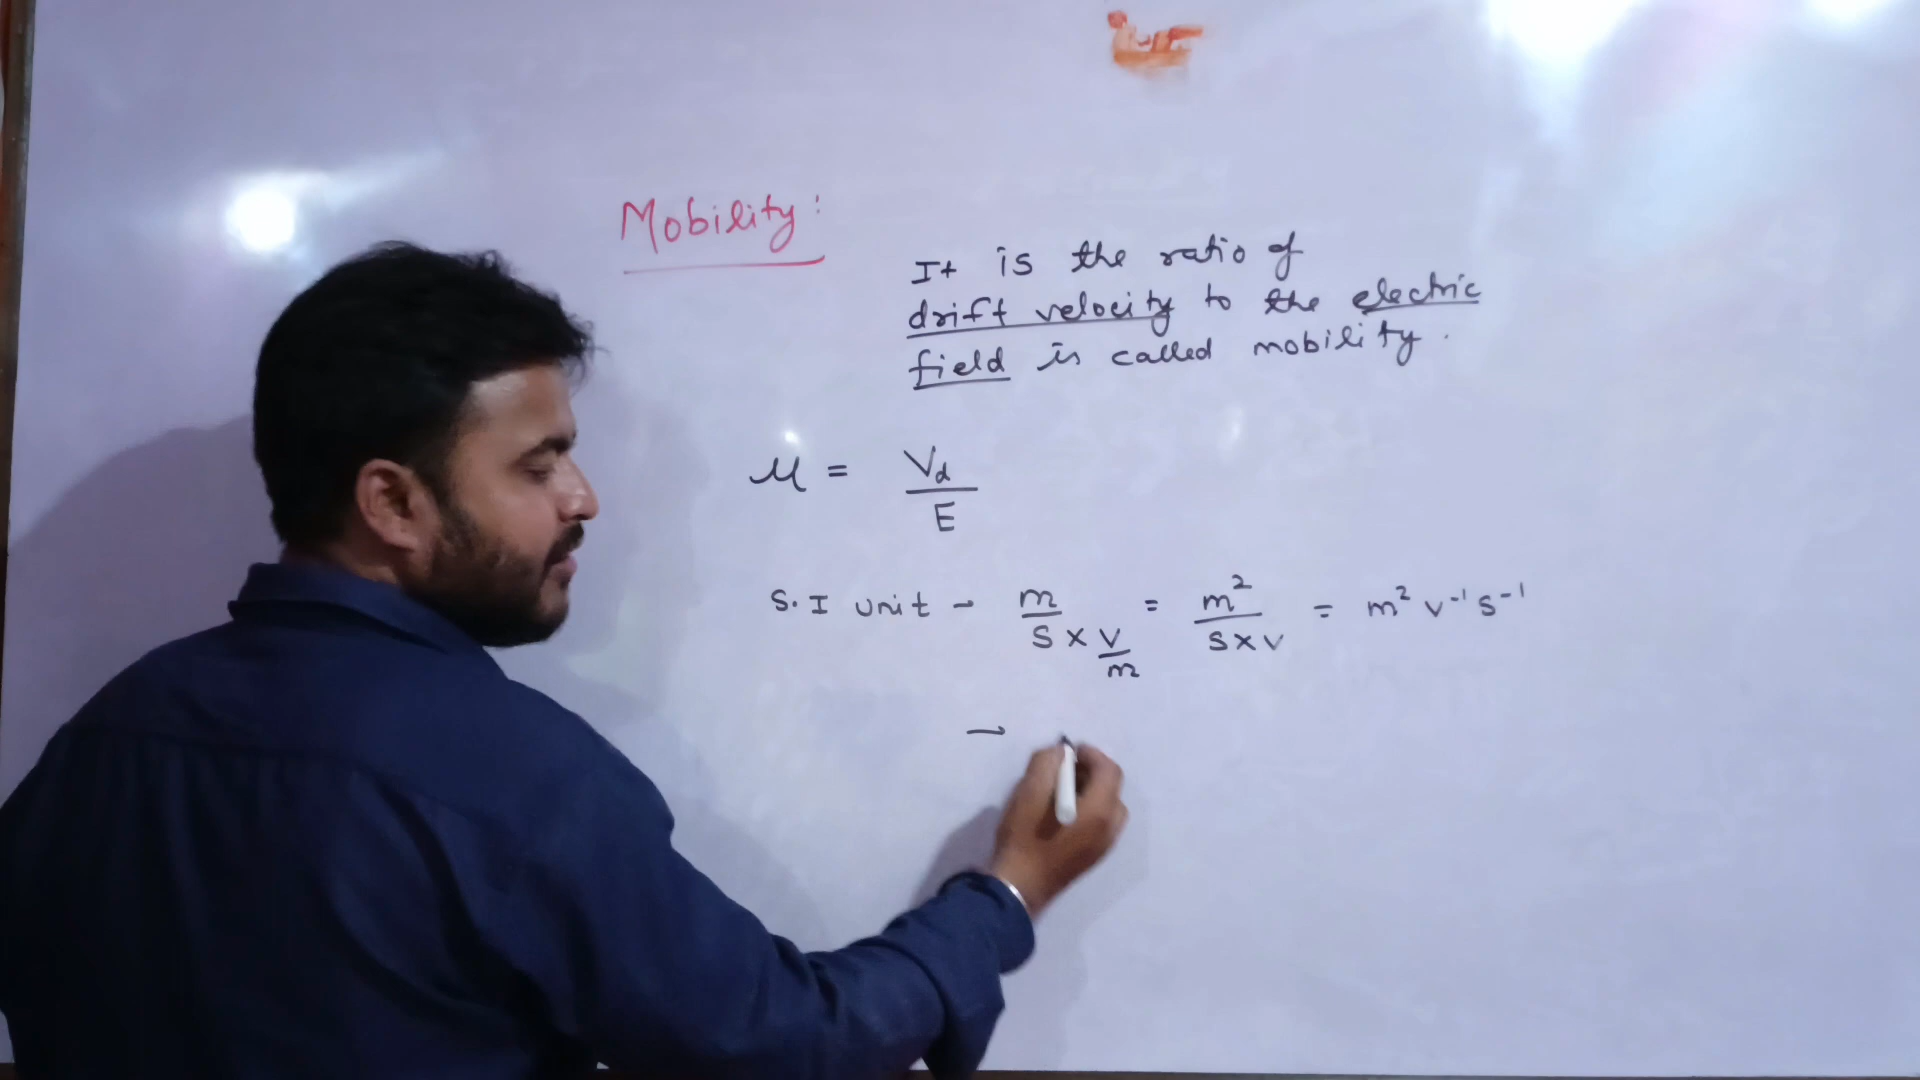 Mobility:
It is the ratio of
drift velocity to the electric
field is called mobility.
μ = Vd/E
S.I unit - m/(s x V/m) = m²/(s x v) = m² v⁻¹ s⁻¹